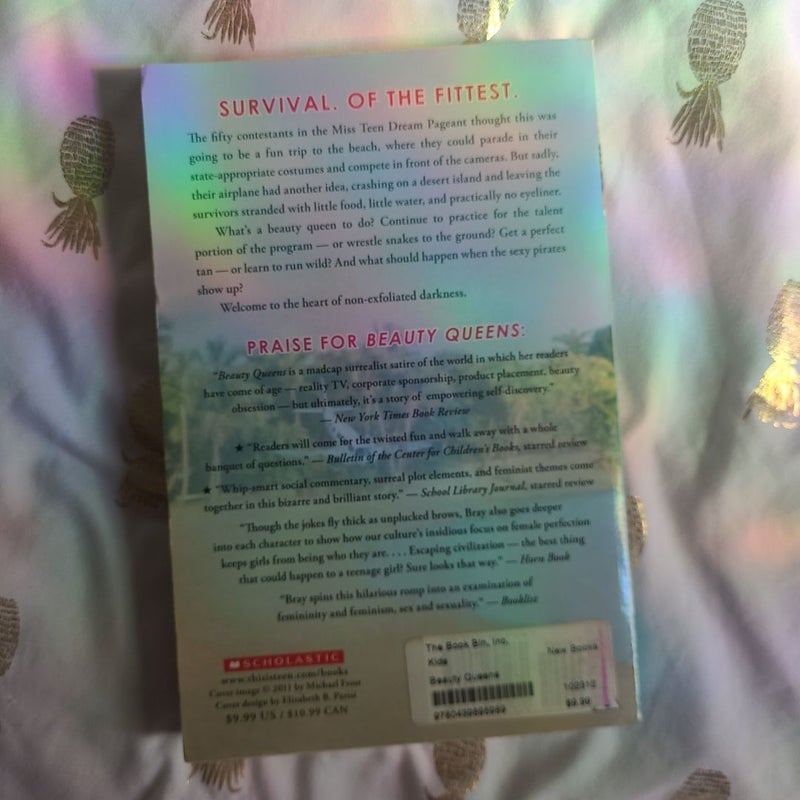 SURVIVAL. OF THE FITTEST.
The fifty contestants in the Miss Teen Dream Pageant thought this was
going to be a fun trip to the beach, where they could parade in their
state-appropriate costumes and compete in front of the cameras. But sadly,
their airplane had another idea, crashing on a desert island and leaving the
survivors stranded with little food, little water, and practically no eyeliner.
What's a beauty queen to do? Continue to practice for the talent
portion of the program — or wrestle snakes to the ground? Get a perfect
tan — or learn to run wild? And what should happen when the sexy pirates
show up?
Welcome to the heart of non-exfoliated darkness.
PRAISE FOR BEAUTY QUEENS:
"Beauty Queens is a madcap surrealist satire of the world in which her readers
have come of age — reality TV, corporate sponsorship, product placement, beauty
obsession — but ultimately, it's a story of empowering self-discovery."
— New York Times Book Review
★ "Readers will come for the twisted fun and walk away with a whole
banquet of questions." — Bulletin of the Center for Children's Books, starred review
★ "Whip-smart social commentary, surreal plot elements, and feminist themes come
together in this bizarre and brilliant story." — School Library Journal, starred review
"Though the jokes fly thick as unplucked brows, Bray also goes deeper
into each character to show how our culture's insidious focus on female perfection
keeps girls from being who they are. . . . Escaping civilization — the best thing
that could happen to a teenage girl? Sure looks that way." — Horn Book
"Bray spins this hilarious romp into an examination of
femininity and feminism, sex and sexuality." — Booklist
SCHOLASTIC
www.thisisteen.com/books
Cover image © 2011 by Michael Frost
Cover design by Elizabeth B. Parisi
$9.99 US / $10.99 CAN
The Book Bin, Inc.
Kids
New Books
Beauty Queens
$9.99